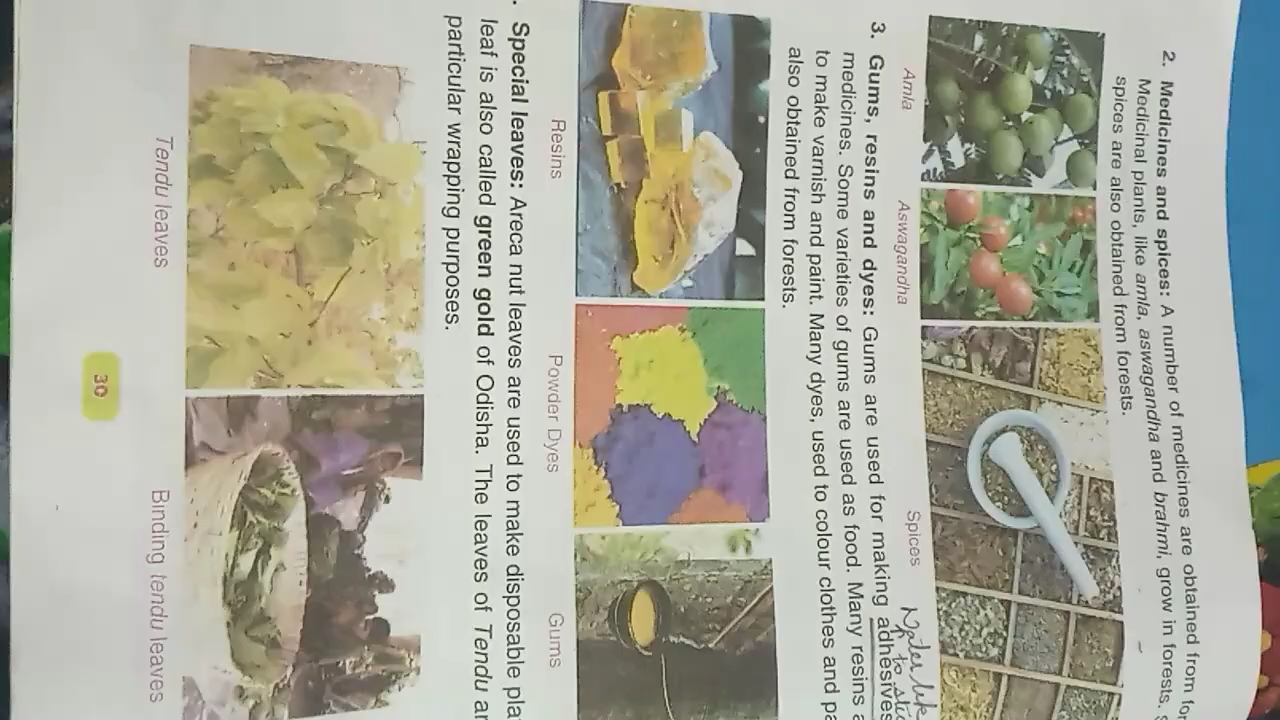 2. Medicines and spices: A number of medicines are obtained from
Medicinal plants, like amla, aswagandha and brahmi, grow in forests.
spices are also obtained from forests.
Amla Aswagandha Spices
3. Gums, resins and dyes: Gums are used for making adhesives
medicines. Some varieties of gums are used as food. Many resins
to make varnish and paint. Many dyes, used to colour clothes and
also obtained from forests.
Resins Powder Dyes Gums
Special leaves: Areca nut leaves are used to make disposable
leaf is also called green gold of Odisha. The leaves of Tendu
particular wrapping purposes.
Tendu leaves Binding tendu leaves
30